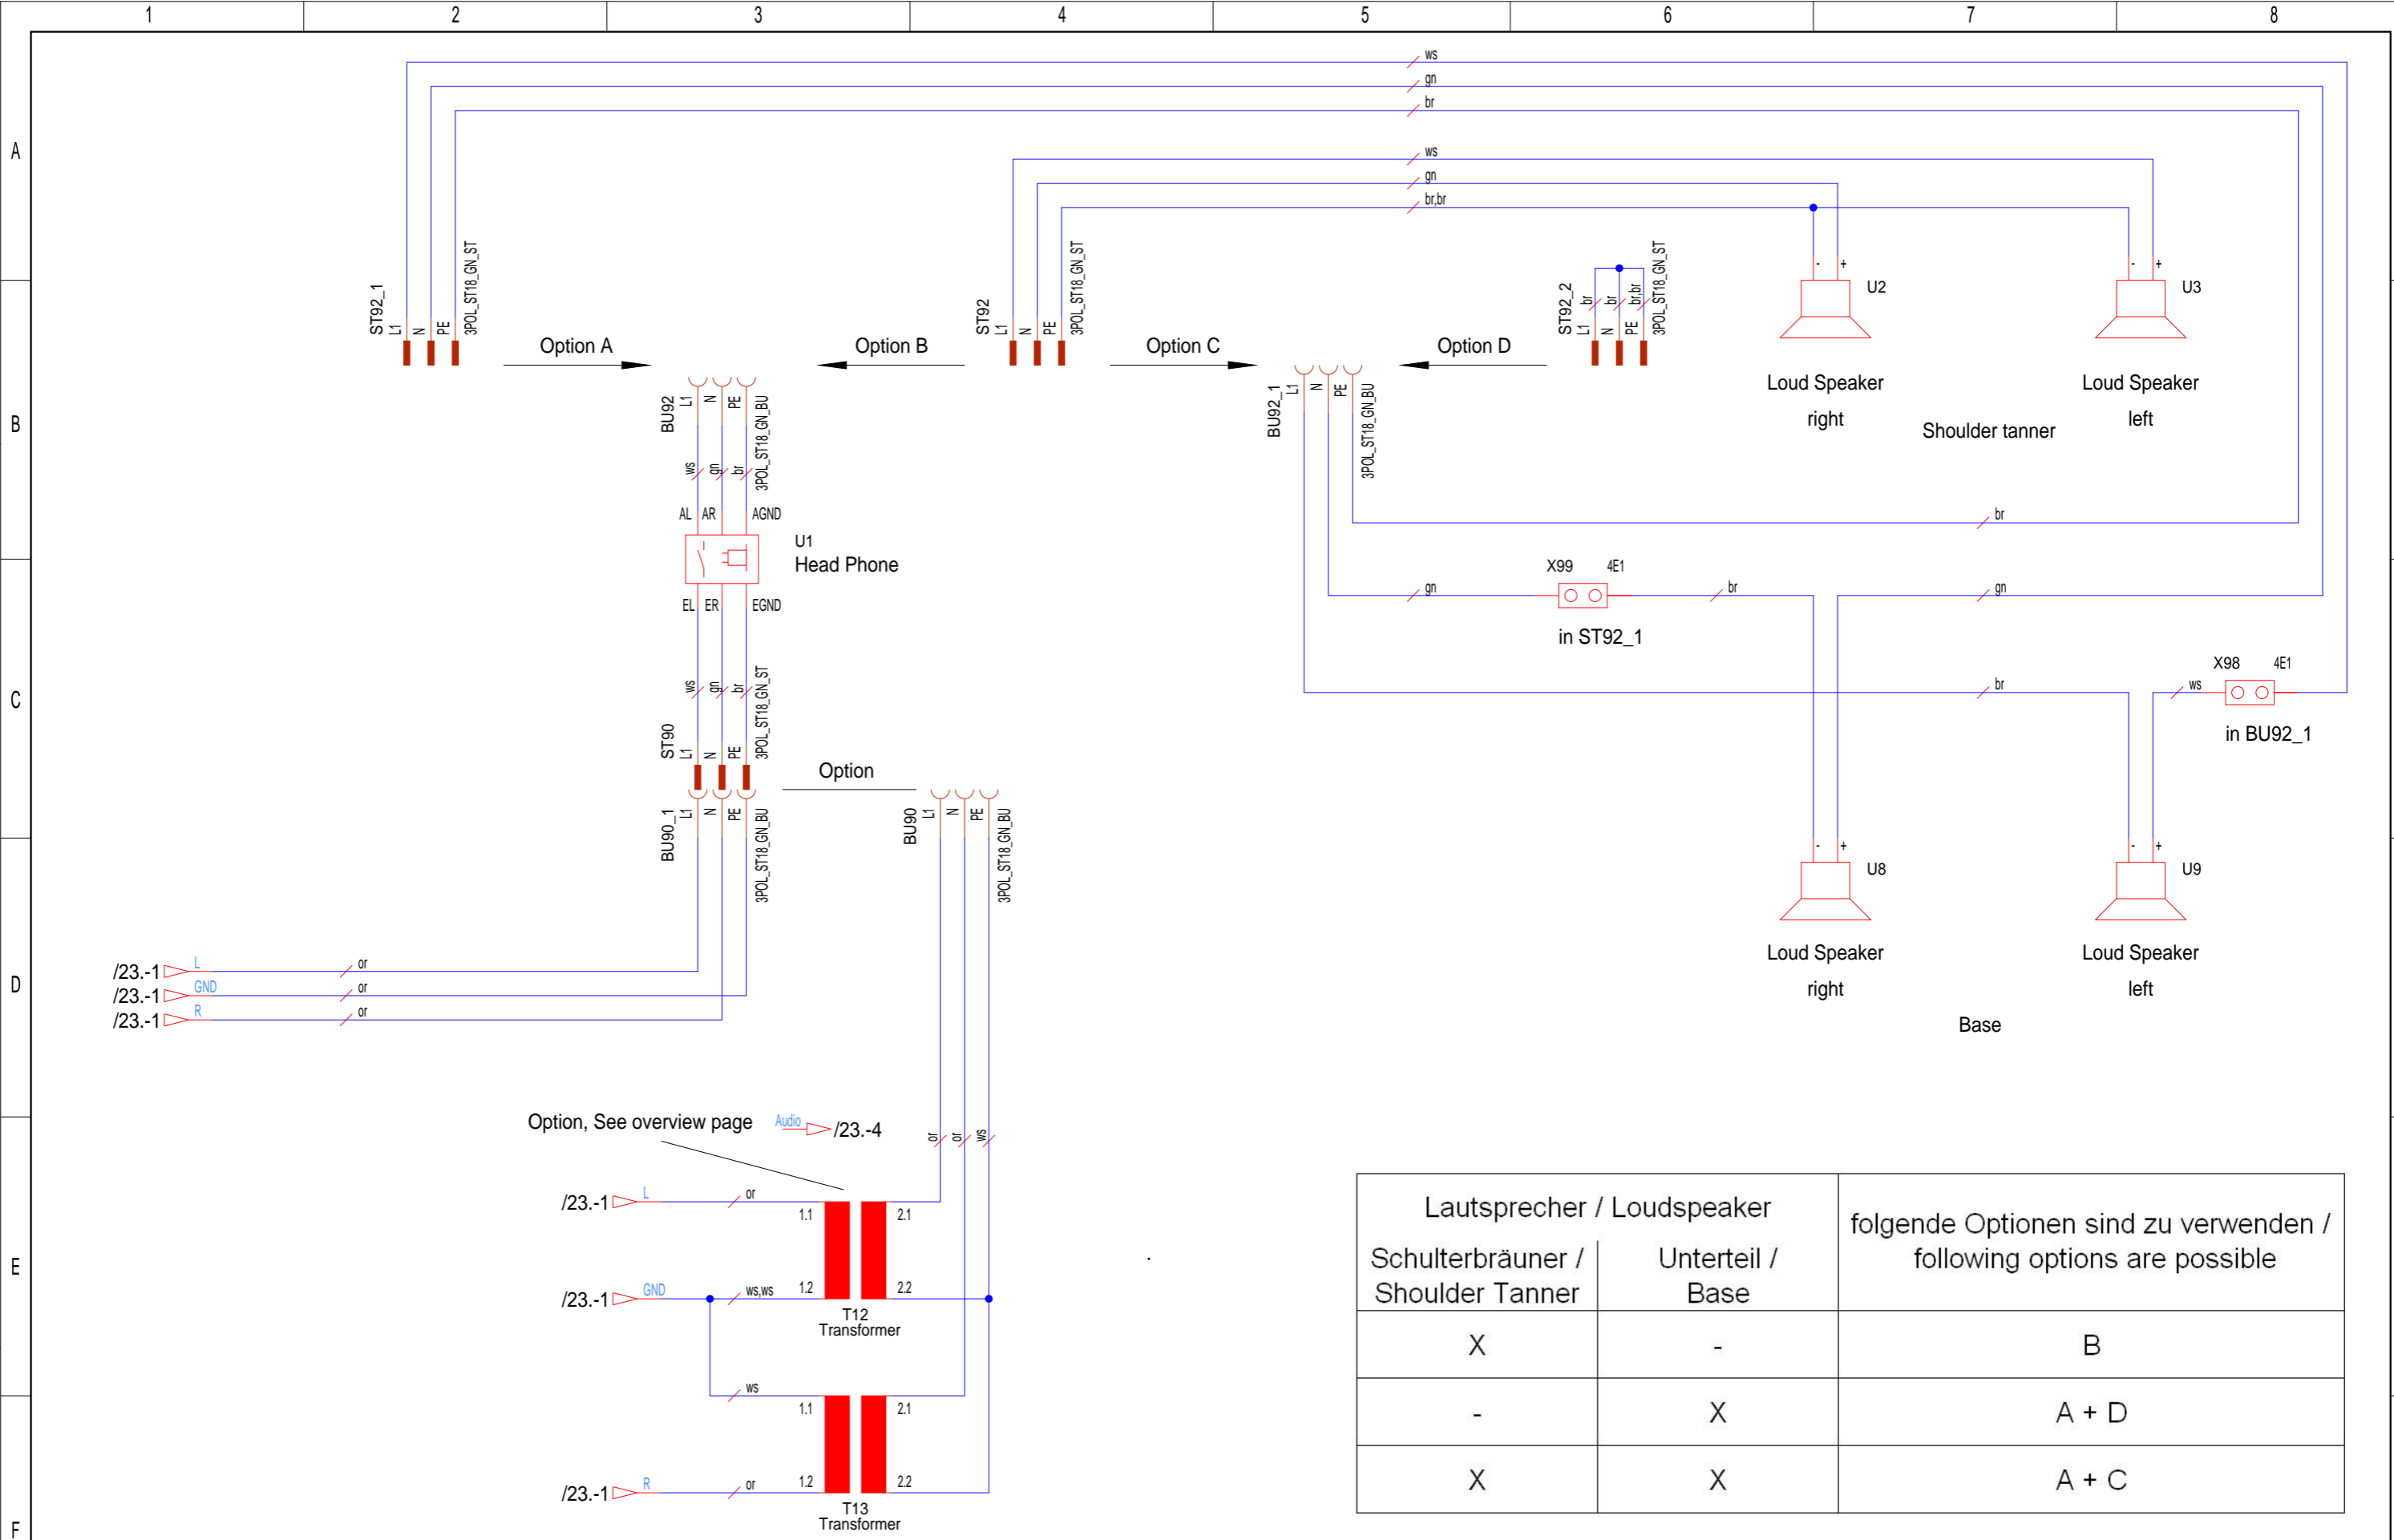 1 2 3 4 5 6 7 8
ws
gn
br
A
ws
gn
br,br
ST92_1
L1
N
PE
3POL_ST18_GN_ST
ST92
L1
N
PE
3POL_ST18_GN_ST
ST92_2
L1
N
PE
br
br
br,br
3POL_ST18_GN_ST
- +
U2
- +
U3
Option A
Option B
Option C
Option D
Loud Speaker
right
Loud Speaker
left
Shoulder tanner
B
BU92
L1
N
PE
3POL_ST18_GN_BU
BU92_1
L1
N
PE
3POL_ST18_GN_BU
ws
gn
br
AL AR AGND
U1
Head Phone
EL ER EGND
br
X99 4E1
gn
br
gn
in ST92_1
X98 4E1
br
ws
in BU92_1
C
ws
gn
br
ST90
L1
N
PE
3POL_ST18_GN_ST
Option
BU90_1
L1
N
PE
3POL_ST18_GN_BU
BU90
L1
N
PE
3POL_ST18_GN_BU
- +
U8
- +
U9
Loud Speaker
right
Loud Speaker
left
Base
D
/23.-1 L or
/23.-1 GND or
/23.-1 R or
Option, See overview page
Audio /23.-4
or
or
ws
/23.-1 L or
1.1 2.1
/23.-1 GND ws,ws
1.2 2.2
T12
Transformer
ws
1.1 2.1
/23.-1 R or
1.2 2.2
T13
Transformer
E
F
Lautsprecher / Loudspeaker
Schulterbräuner /
Shoulder Tanner
Unterteil /
Base
folgende Optionen sind zu verwenden /
following options are possible
X - B
- X A + D
X X A + C